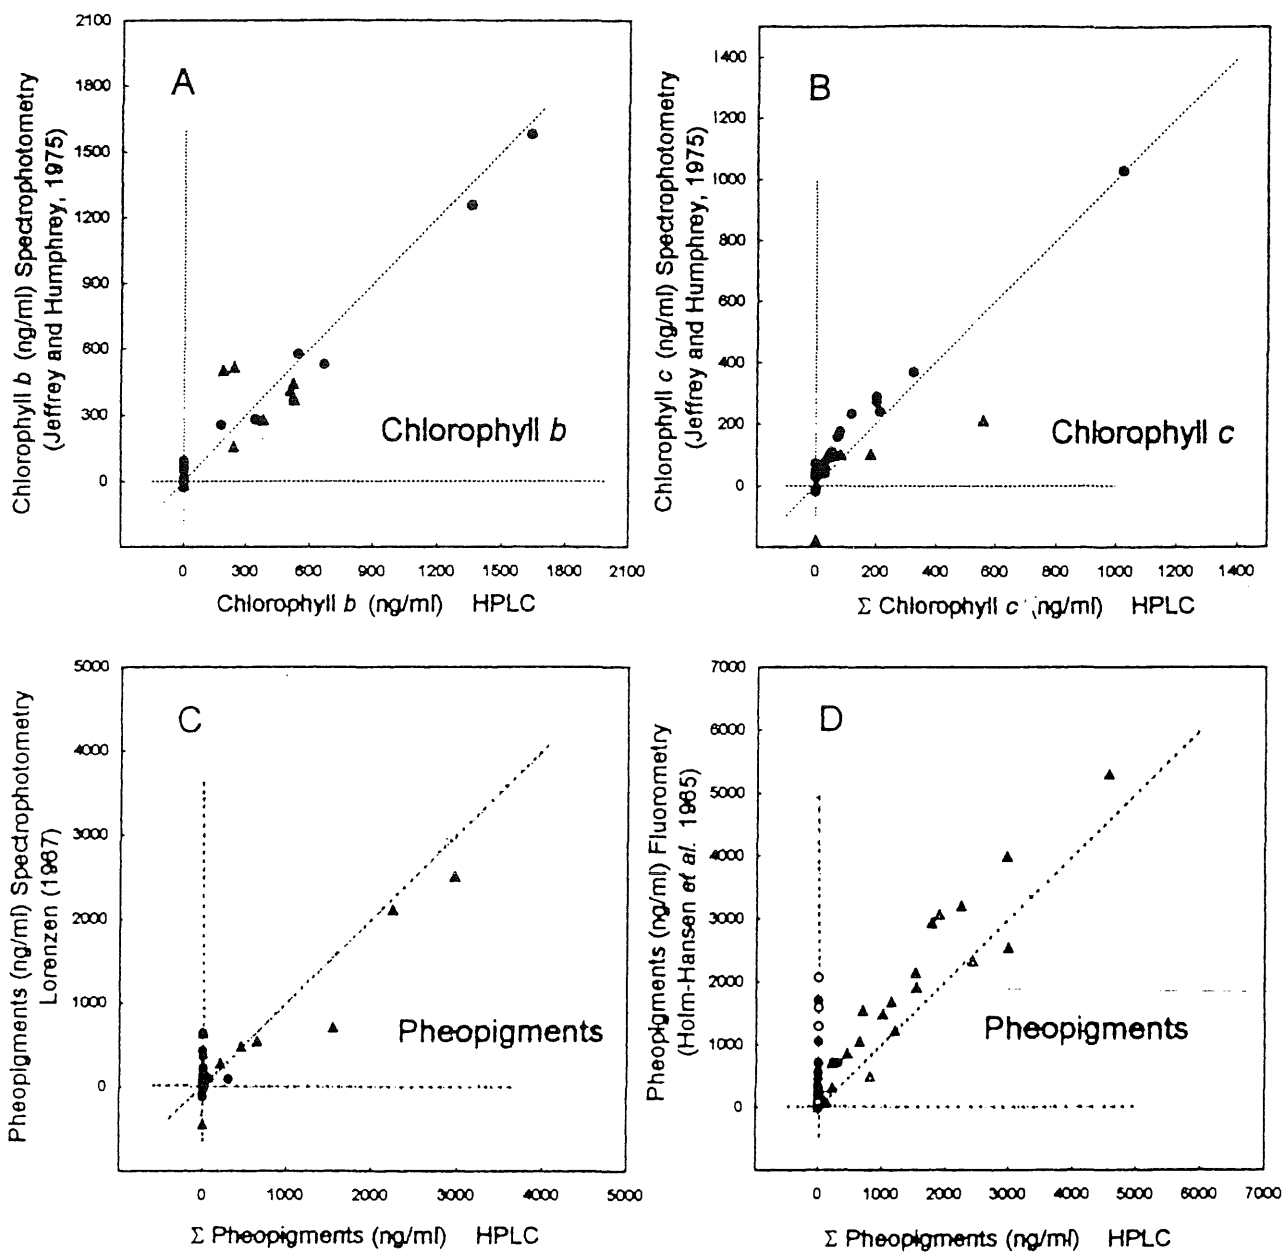 A
2100
1800
1500
1200
900
600
300
0
Chlorophyll b (ng/ml) Spectrophotometry
(Jeffrey and Humphrey, 1975)
Chlorophyll b
0 300 600 900 1200 1500 1800 2100
Chlorophyll b (ng/ml) HPLC
B
1400
1200
1000
800
600
400
200
0
Chlorophyll c (ng/ml) Spectrophotometry
(Jeffrey and Humphrey, 1975)
Chlorophyll c
0 200 400 600 800 1000 1200 1400
Σ Chlorophyll c (ng/ml) HPLC
C
5000
4000
3000
2000
1000
0
Pheopigments (ng/ml) Spectrophotometry
Lorenzen (1967)
Pheopigments
0 1000 2000 3000 4000 5000
Σ Pheopigments (ng/ml) HPLC
D
7000
6000
5000
4000
3000
2000
1000
0
Pheopigments (ng/ml) Fluorometry
(Holm-Hansen et al. 1965)
Pheopigments
0 1000 2000 3000 4000 5000 6000 7000
Σ Pheopigments (ng/ml) HPLC